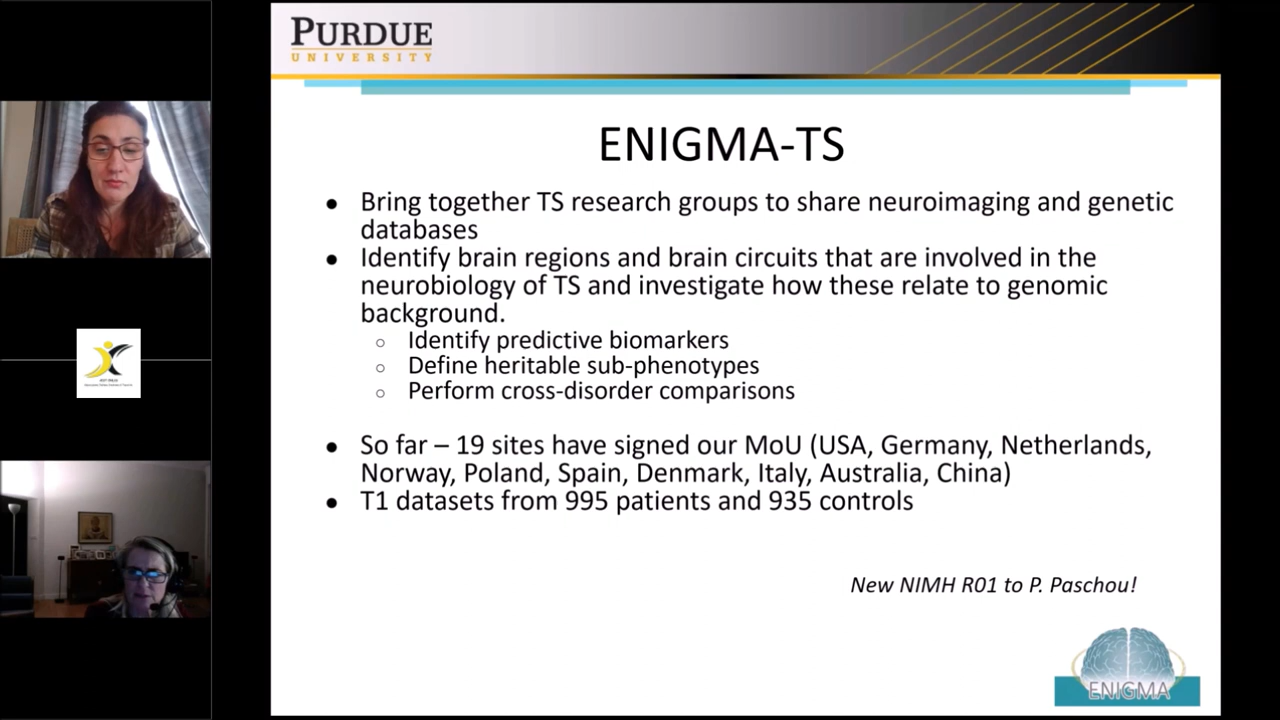 PURDUE
UNIVERSITY
ENIGMA-TS
● Bring together TS research groups to share neuroimaging and genetic
databases
● Identify brain regions and brain circuits that are involved in the
neurobiology of TS and investigate how these relate to genomic
background.
○ Identify predictive biomarkers
○ Define heritable sub-phenotypes
○ Perform cross-disorder comparisons
● So far – 19 sites have signed our MoU (USA, Germany, Netherlands,
Norway, Poland, Spain, Denmark, Italy, Australia, China)
● T1 datasets from 995 patients and 935 controls
New NIMH R01 to P. Paschou!
ENIGMA